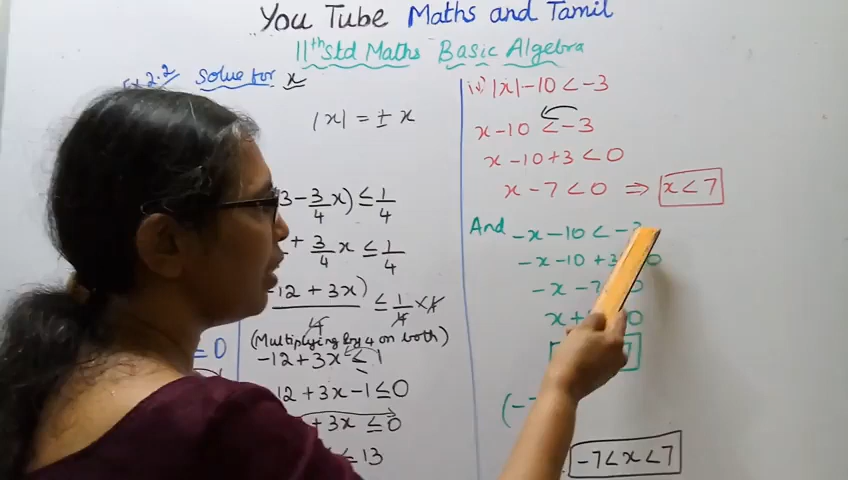 You Tube Maths and Tamil
11th Std Maths Basic Algebra
Ex 2.2 Solve for x
|x| = ± x
3 - 3/4 x) ≤ 1/4
+ 3/4 x ≤ 1/4
-12 + 3x)/4 ≤ 1/4 × 4
(Multiplying by 4 on both)
-12 + 3x ≤ 1
12 + 3x - 1 ≤ 0
+ 3x ≤ 0
≤ 13
≤ 0
iv) |x| - 10 < -3
x - 10 < -3
x - 10 + 3 < 0
x - 7 < 0 ⇒ x < 7
And -x - 10 < -3
-x - 10 + 3 0
-x - 7 0
x + 0
(-7
-7 < x < 7